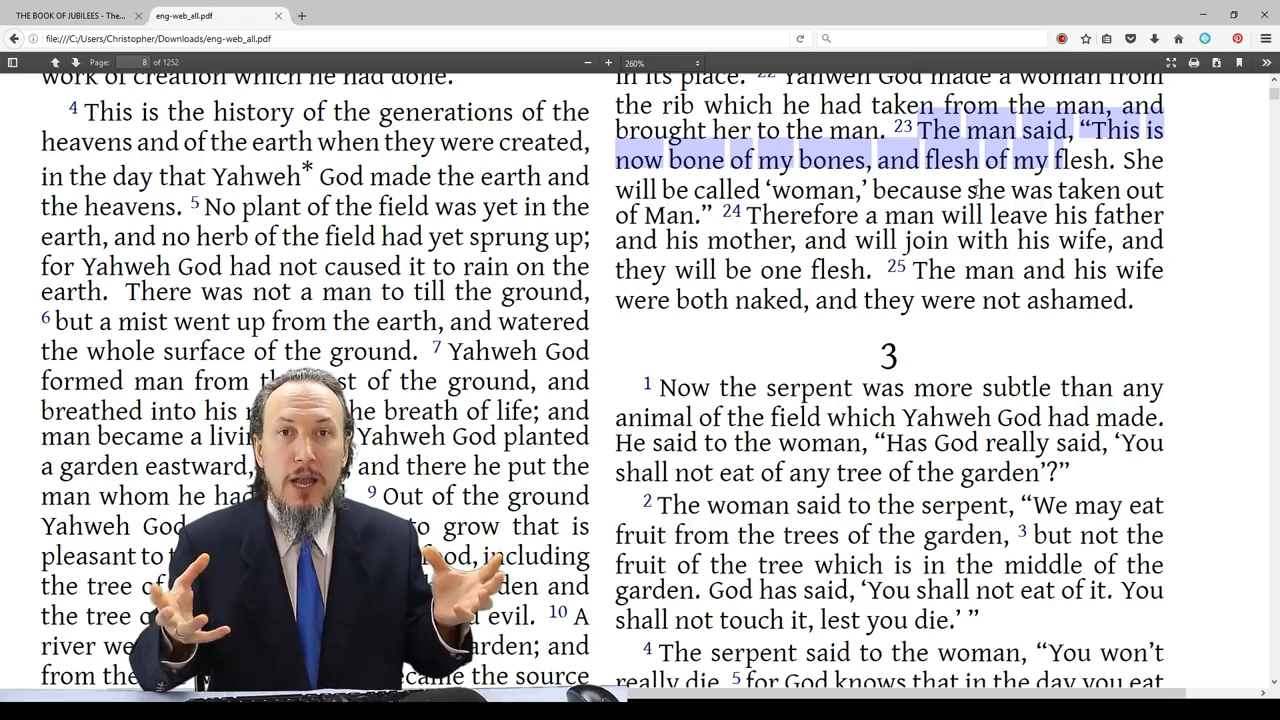 THE BOOK OF JUBILEES - The...
eng-web_all.pdf
file:///C:/Users/Christopher/Downloads/eng-web_all.pdf
Page: 8 of 1252
260%
work of creation which he had done.
4 This is the history of the generations of the
heavens and of the earth when they were created,
in the day that Yahweh* God made the earth and
the heavens. 5 No plant of the field was yet in the
earth, and no herb of the field had yet sprung up;
for Yahweh God had not caused it to rain on the
earth. There was not a man to till the ground,
6 but a mist went up from the earth, and watered
the whole surface of the ground. 7 Yahweh God
formed man from of the ground, and
breathed into his the breath of life; and
man became a Yahweh God planted
a garden eastward, and there he put the
man whom he had 9 Out of the ground
Yahweh God to grow that is
pleasant to including
the tree and
the tree evil. 10 A
river and
from the became the source
in its place. 22 Yahweh God made a woman from
the rib which he had taken from the man, and
brought her to the man. 23 The man said, “This is
now bone of my bones, and flesh of my flesh. She
will be called ‘woman,’ because she was taken out
of Man.” 24 Therefore a man will leave his father
and his mother, and will join with his wife, and
they will be one flesh. 25 The man and his wife
were both naked, and they were not ashamed.
3
1 Now the serpent was more subtle than any
animal of the field which Yahweh God had made.
He said to the woman, “Has God really said, ‘You
shall not eat of any tree of the garden’?”
2 The woman said to the serpent, “We may eat
fruit from the trees of the garden, 3 but not the
fruit of the tree which is in the middle of the
garden. God has said, ‘You shall not eat of it. You
shall not touch it, lest you die.’ ”
4 The serpent said to the woman, “You won’t
really die, 5 for God knows that in the day you eat